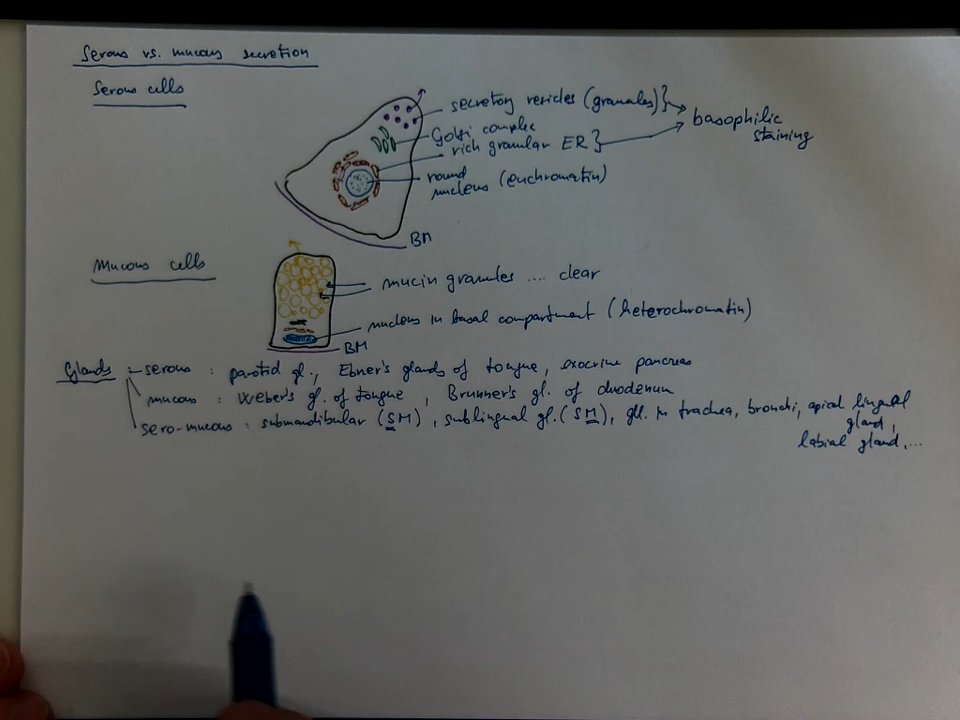 Serous vs. mucous secretion
Serous cells
secretory vesicles (granules)
Golgi complex
rich granular ER
basophilic
staining
round
nucleus (euchromatin)
BM
Mucous cells
mucin granules .... clear
nucleus in basal compartment (heterochromatin)
BM
Glands - serous : parotid gl., Ebner's glands of tongue, exocrine pancreas
mucous : Weber's gl. of tongue, Brunner's gl. of duodenum
sero-mucous : submandibular (SM), sublingual gl. (SM), gll. in trachea, bronchi, apical lingual
gland,
labial gland,...